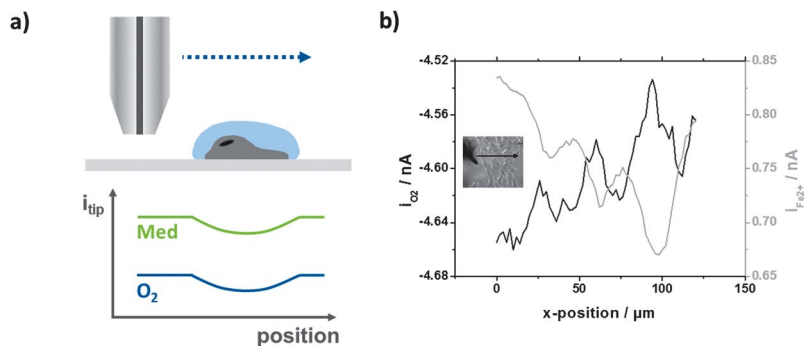 a)
i_tip
Med
O₂
position
b)
-4.52
-4.56
-4.60
-4.64
-4.68
i_O2 / nA
0.85
0.80
0.75
0.70
0.65
i_Fe2+ / nA
0
50
100
150
x-position / µm